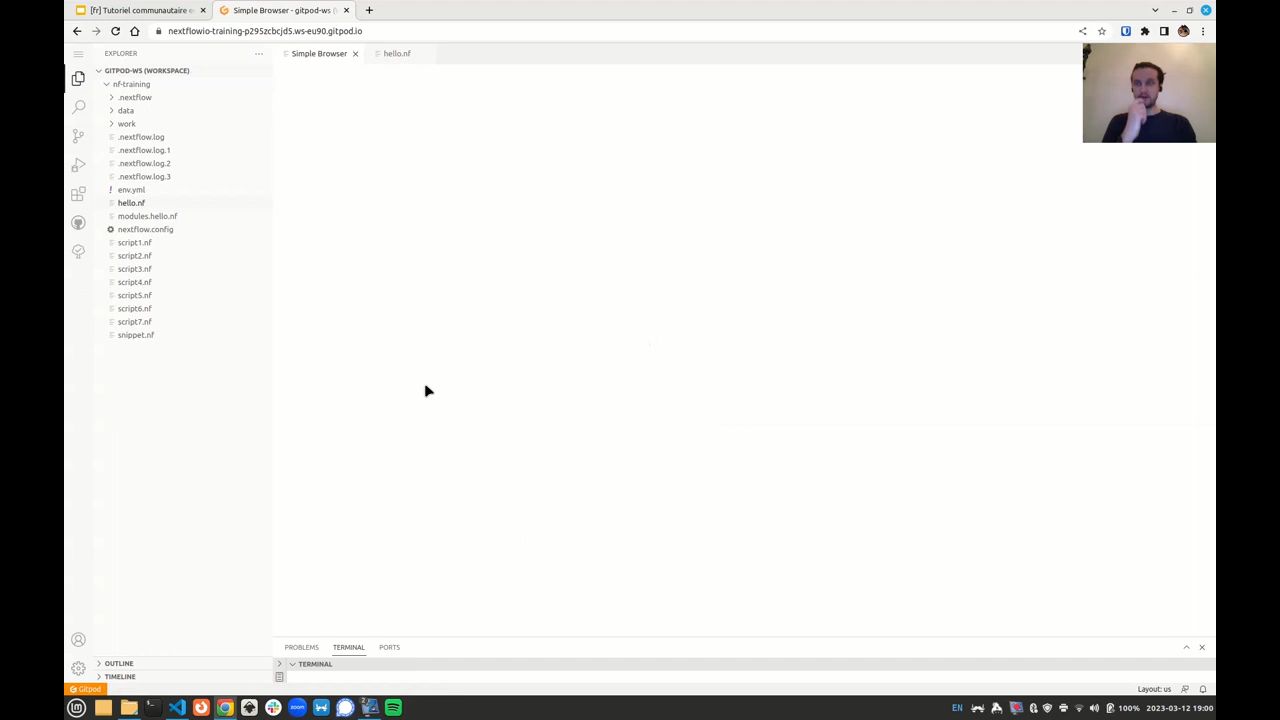 [fr] Tutoriel communautaire e
Simple Browser - gitpod-ws (
nextflowio-training-p295zcbcjd5.ws-eu90.gitpod.io
EXPLORER
Simple Browser
hello.nf
GITPOD-WS (WORKSPACE)
nf-training
.nextflow
data
work
.nextflow.log
.nextflow.log.1
.nextflow.log.2
.nextflow.log.3
env.yml
hello.nf
modules.hello.nf
nextflow.config
script1.nf
script2.nf
script3.nf
script4.nf
script5.nf
script6.nf
script7.nf
snippet.nf
PROBLEMS
TERMINAL
PORTS
TERMINAL
OUTLINE
TIMELINE
Gitpod
Layout: us
zoom
EN
100%
2023-03-12 19:00